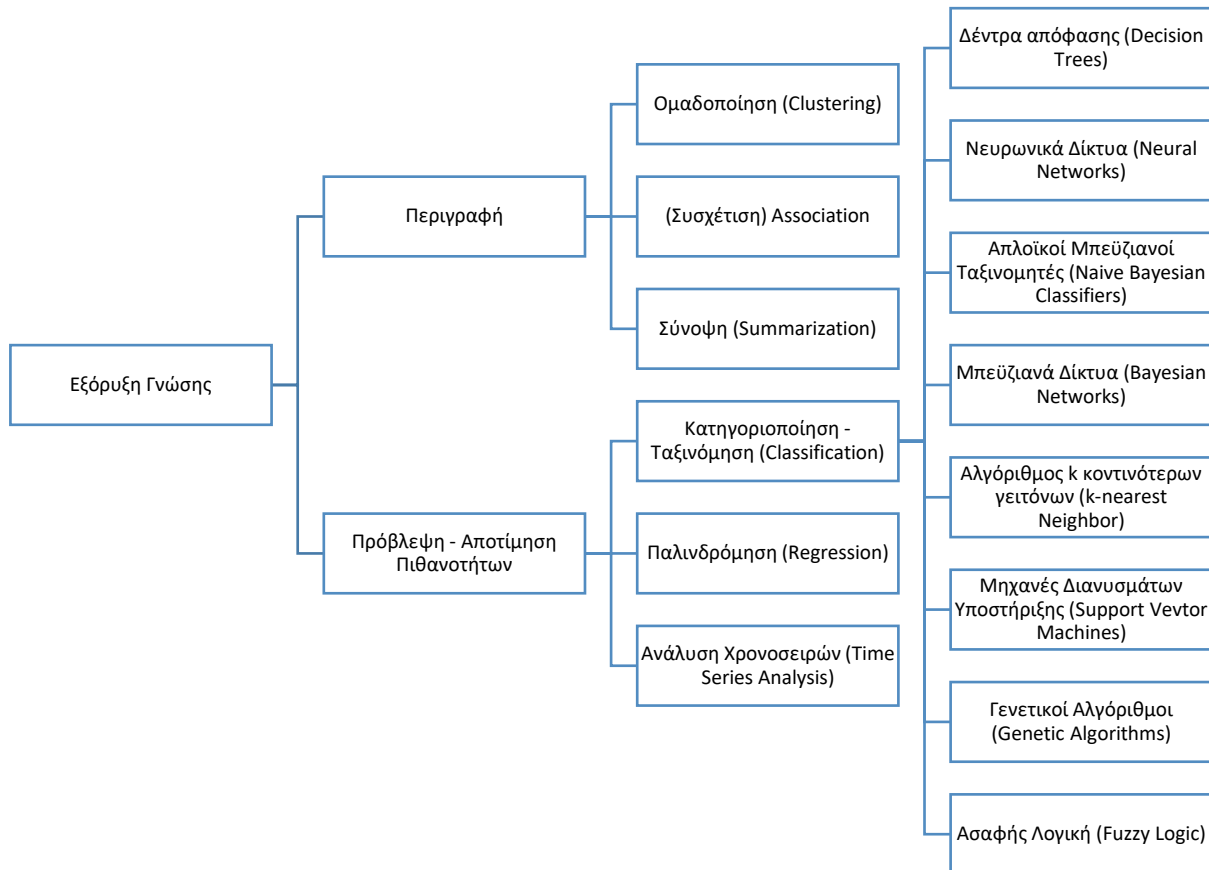 Εξόρυξη Γνώσης
Περιγραφή
Ομαδοποίηση (Clustering)
(Συσχέτιση) Association
Σύνοψη (Summarization)
Πρόβλεψη - Αποτίμηση
Πιθανοτήτων
Κατηγοριοποίηση -
Ταξινόμηση (Classification)
Δέντρα απόφασης (Decision
Trees)
Νευρωνικά Δίκτυα (Neural
Networks)
Απλοϊκοί Μπεϋζιανοί
Ταξινομητές (Naive Bayesian
Classifiers)
Μπεϋζιανά Δίκτυα (Bayesian
Networks)
Αλγόριθμος k κοντινότερων
γειτόνων (k-nearest
Neighbor)
Μηχανές Διανυσμάτων
Υποστήριξης (Support Vevtor
Machines)
Γενετικοί Αλγόριθμοι
(Genetic Algorithms)
Ασαφής Λογική (Fuzzy Logic)
Παλινδρόμηση (Regression)
Ανάλυση Χρονοσειρών (Time
Series Analysis)